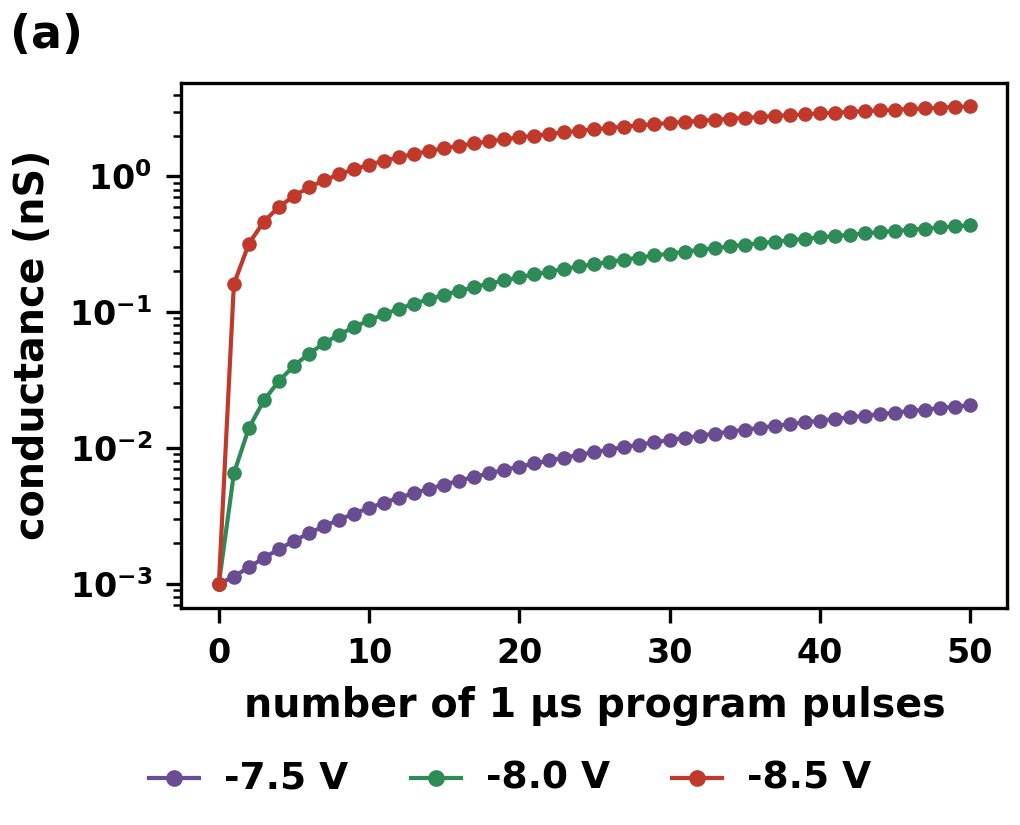 (a)
conductance (nS)
10⁰
10⁻¹
10⁻²
10⁻³
0 10 20 30 40 50
number of 1 µs program pulses
-7.5 V -8.0 V -8.5 V